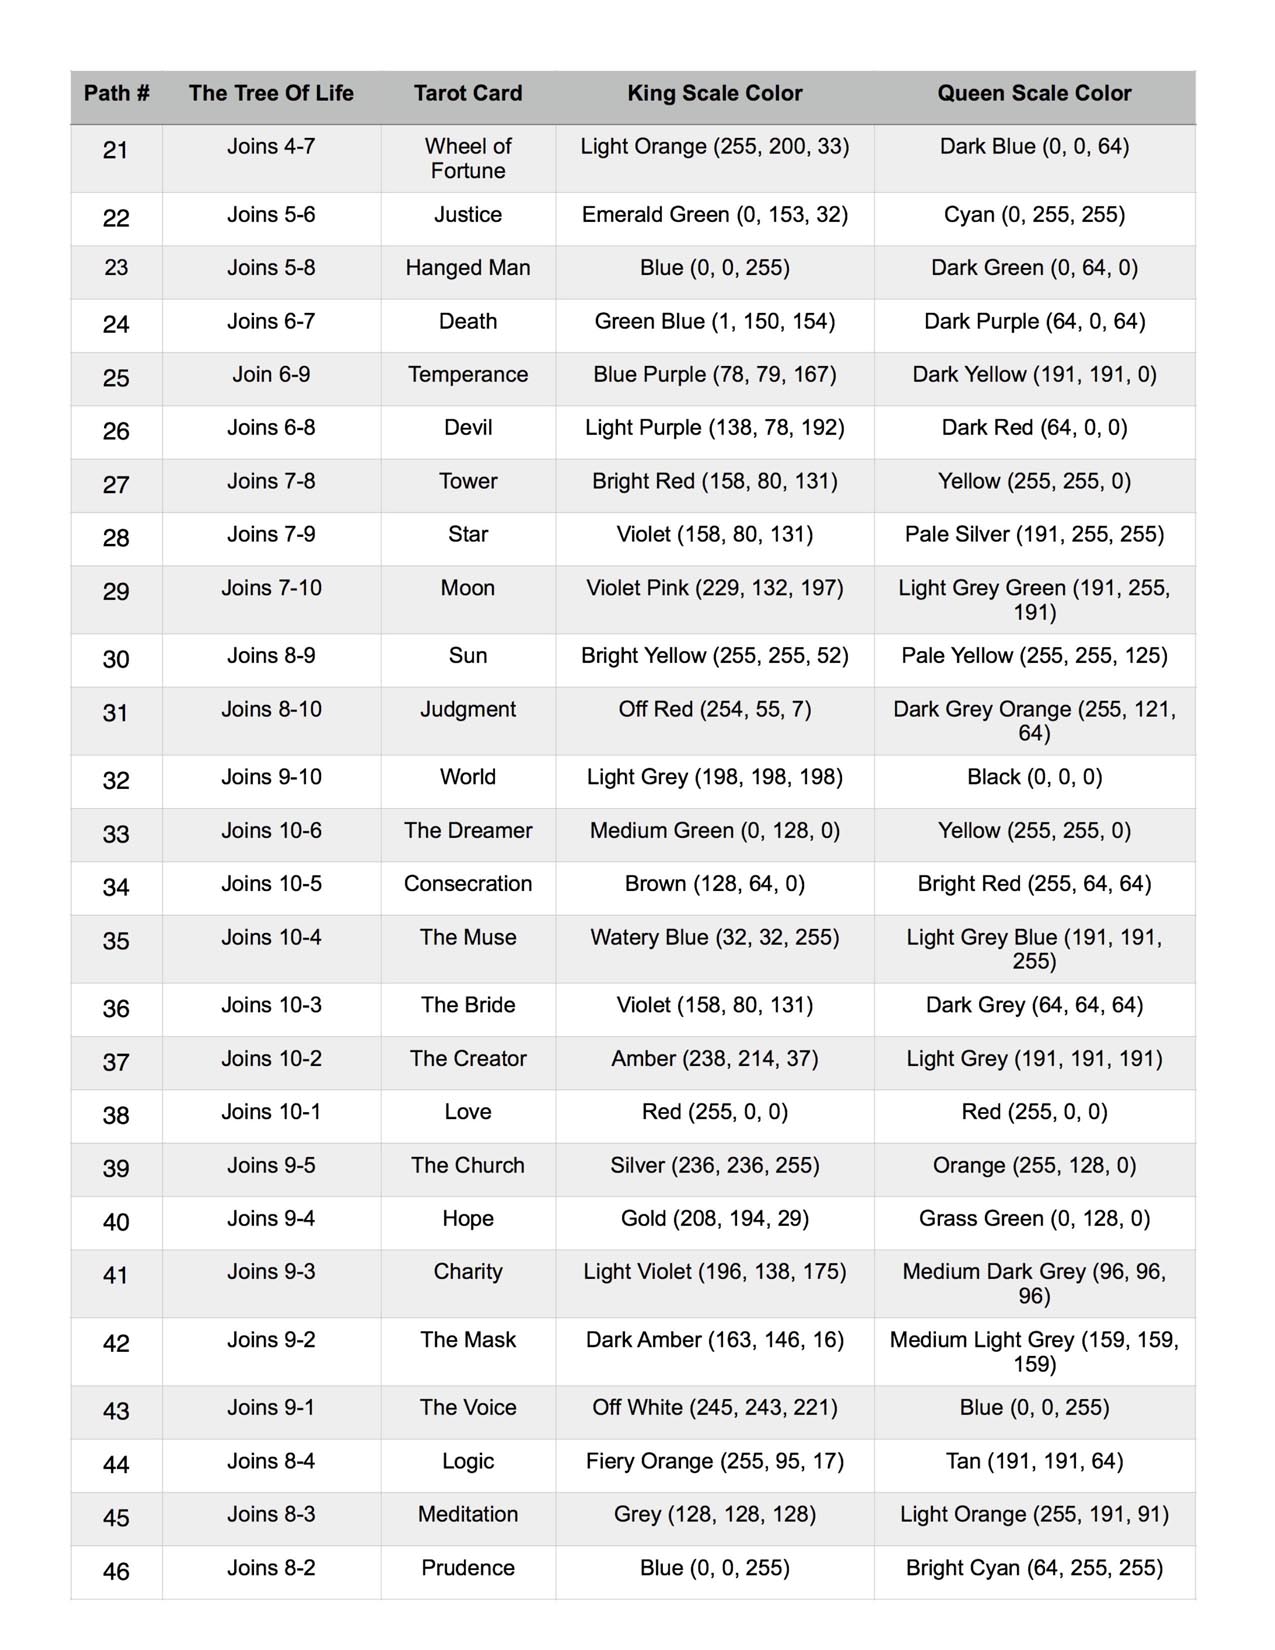 Path # The Tree Of Life Tarot Card King Scale Color Queen Scale Color
21 Joins 4-7 Wheel of Fortune Light Orange (255, 200, 33) Dark Blue (0, 0, 64)
22 Joins 5-6 Justice Emerald Green (0, 153, 32) Cyan (0, 255, 255)
23 Joins 5-8 Hanged Man Blue (0, 0, 255) Dark Green (0, 64, 0)
24 Joins 6-7 Death Green Blue (1, 150, 154) Dark Purple (64, 0, 64)
25 Join 6-9 Temperance Blue Purple (78, 79, 167) Dark Yellow (191, 191, 0)
26 Joins 6-8 Devil Light Purple (138, 78, 192) Dark Red (64, 0, 0)
27 Joins 7-8 Tower Bright Red (158, 80, 131) Yellow (255, 255, 0)
28 Joins 7-9 Star Violet (158, 80, 131) Pale Silver (191, 255, 255)
29 Joins 7-10 Moon Violet Pink (229, 132, 197) Light Grey Green (191, 255, 191)
30 Joins 8-9 Sun Bright Yellow (255, 255, 52) Pale Yellow (255, 255, 125)
31 Joins 8-10 Judgment Off Red (254, 55, 7) Dark Grey Orange (255, 121, 64)
32 Joins 9-10 World Light Grey (198, 198, 198) Black (0, 0, 0)
33 Joins 10-6 The Dreamer Medium Green (0, 128, 0) Yellow (255, 255, 0)
34 Joins 10-5 Consecration Brown (128, 64, 0) Bright Red (255, 64, 64)
35 Joins 10-4 The Muse Watery Blue (32, 32, 255) Light Grey Blue (191, 191, 255)
36 Joins 10-3 The Bride Violet (158, 80, 131) Dark Grey (64, 64, 64)
37 Joins 10-2 The Creator Amber (238, 214, 37) Light Grey (191, 191, 191)
38 Joins 10-1 Love Red (255, 0, 0) Red (255, 0, 0)
39 Joins 9-5 The Church Silver (236, 236, 255) Orange (255, 128, 0)
40 Joins 9-4 Hope Gold (208, 194, 29) Grass Green (0, 128, 0)
41 Joins 9-3 Charity Light Violet (196, 138, 175) Medium Dark Grey (96, 96, 96)
42 Joins 9-2 The Mask Dark Amber (163, 146, 16) Medium Light Grey (159, 159, 159)
43 Joins 9-1 The Voice Off White (245, 243, 221) Blue (0, 0, 255)
44 Joins 8-4 Logic Fiery Orange (255, 95, 17) Tan (191, 191, 64)
45 Joins 8-3 Meditation Grey (128, 128, 128) Light Orange (255, 191, 91)
46 Joins 8-2 Prudence Blue (0, 0, 255) Bright Cyan (64, 255, 255)